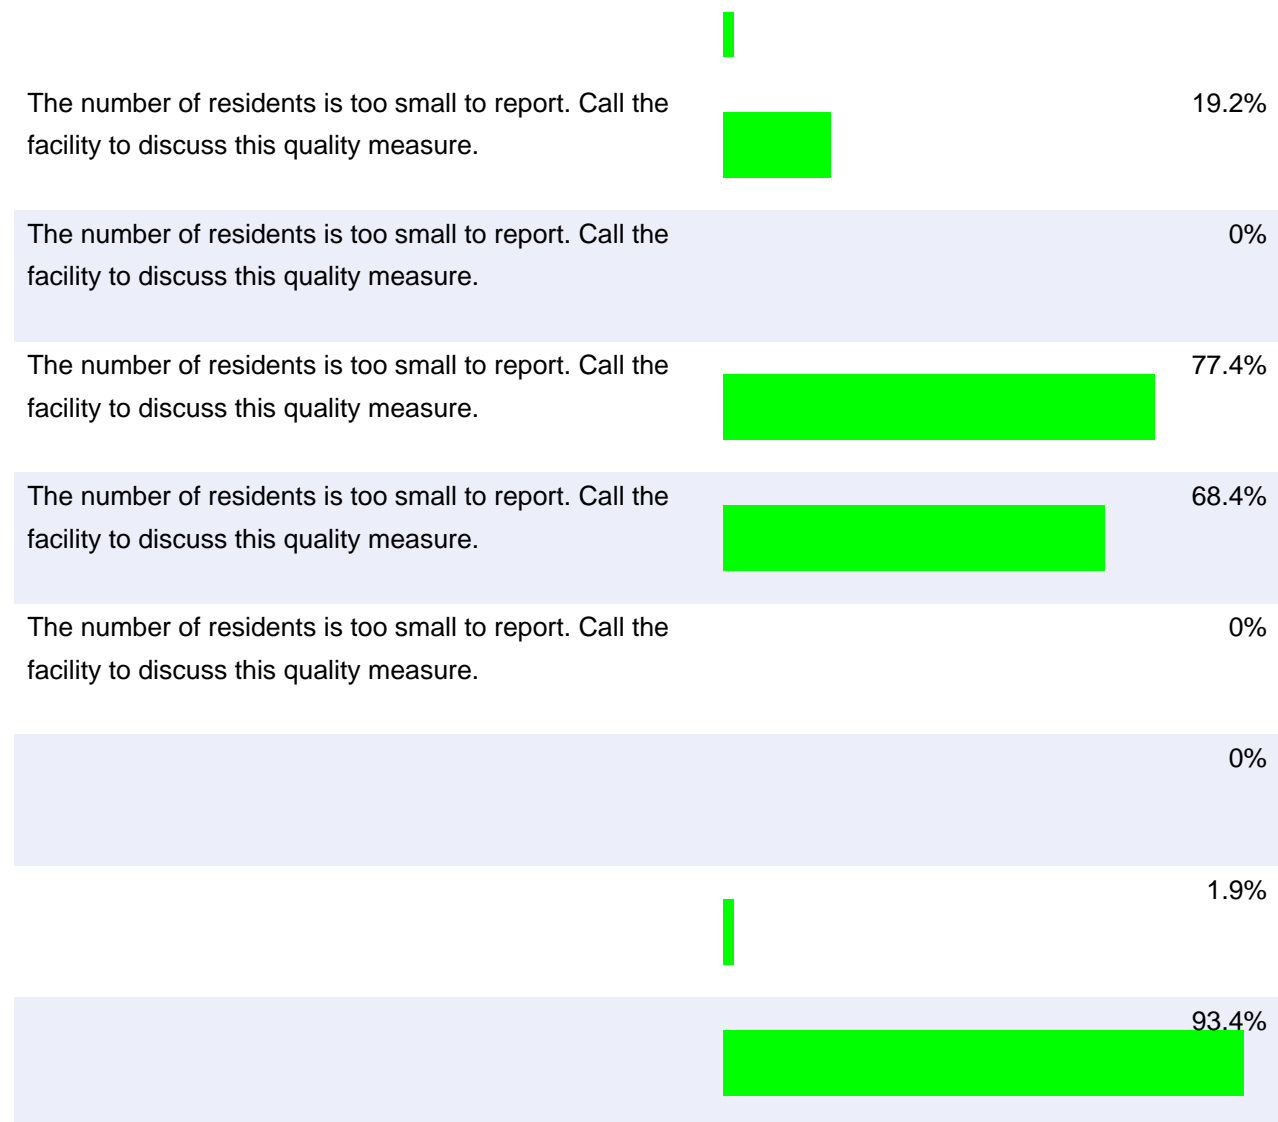 The number of residents is too small to report. Call the 19.2%
facility to discuss this quality measure.
The number of residents is too small to report. Call the 0%
facility to discuss this quality measure.
The number of residents is too small to report. Call the 77.4%
facility to discuss this quality measure.
The number of residents is too small to report. Call the 68.4%
facility to discuss this quality measure.
The number of residents is too small to report. Call the 0%
facility to discuss this quality measure.
0%
1.9%
93.4%